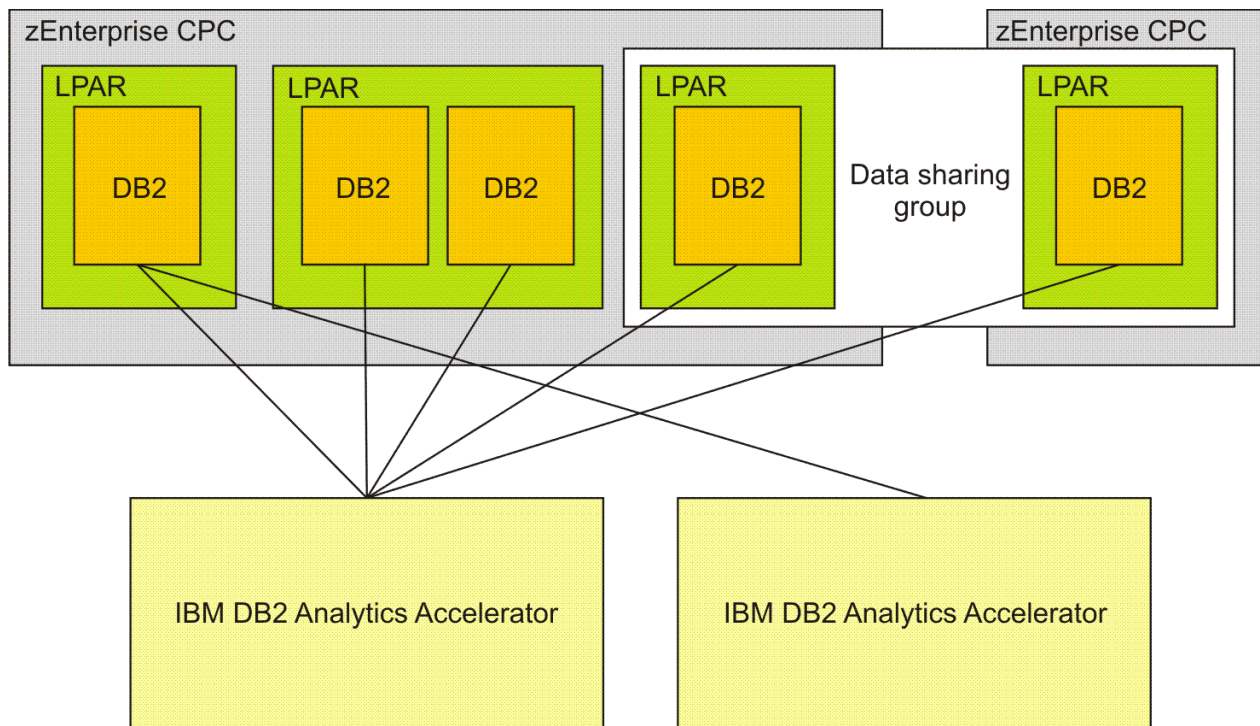 zEnterprise CPC
zEnterprise CPC
LPAR
LPAR
LPAR
LPAR
DB2
DB2
DB2
DB2
Data sharing
group
DB2
IBM DB2 Analytics Accelerator
IBM DB2 Analytics Accelerator